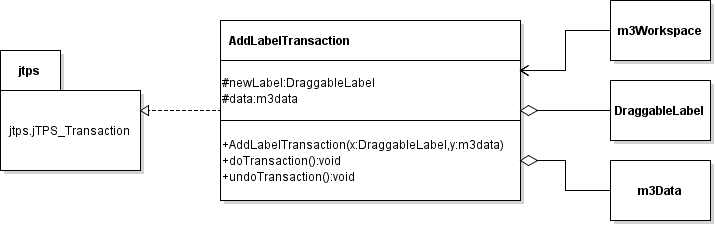 jtps
jtps.jTPS_Transaction
AddLabelTransaction
#newLabel:DraggableLabel
#data:m3data
+AddLabelTransaction(x:DraggableLabel,y:m3data)
+doTransaction():void
+undoTransaction():void
m3Workspace
DraggableLabel
m3Data